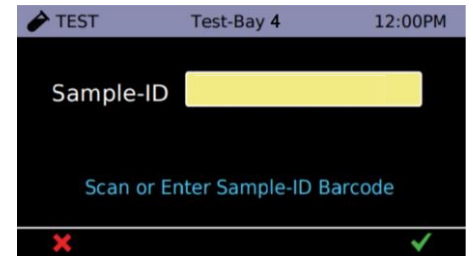 TEST Test-Bay 4 12:00PM
Sample-ID
Scan or Enter Sample-ID Barcode